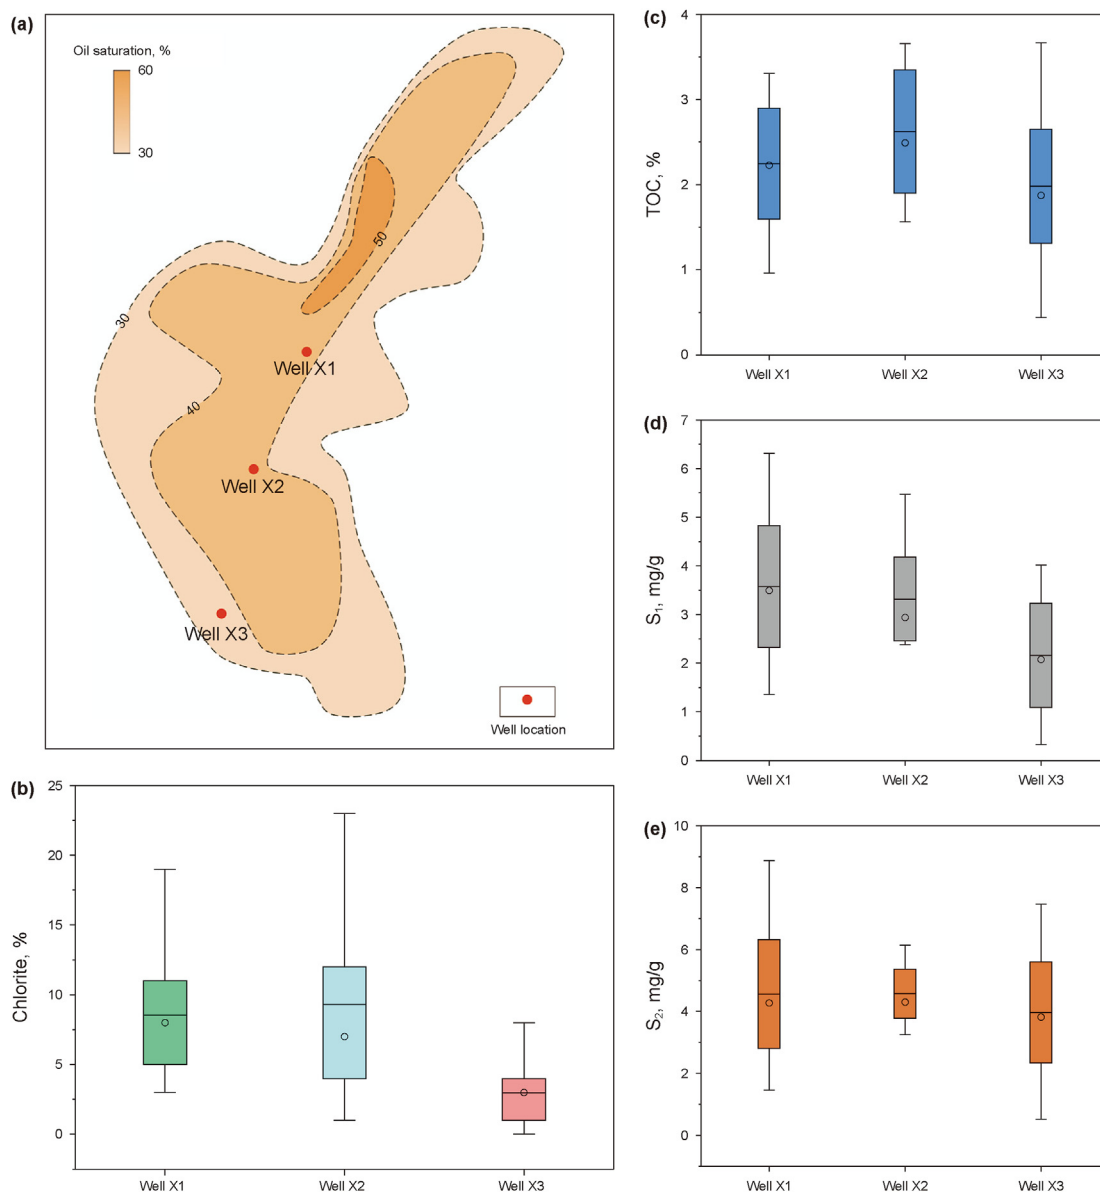 (a)
Oil saturation, %
60
30
50
30
Well X1
40
Well X2
Well X3
Well location
(b)
25
20
15
10
5
0
Chlorite, %
Well X1
Well X2
Well X3
(c)
4
3
2
1
0
TOC, %
Well X1
Well X2
Well X3
(d)
7
6
5
4
3
2
1
0
S₁, mg/g
Well X1
Well X2
Well X3
(e)
10
8
6
4
2
0
S₂, mg/g
Well X1
Well X2
Well X3